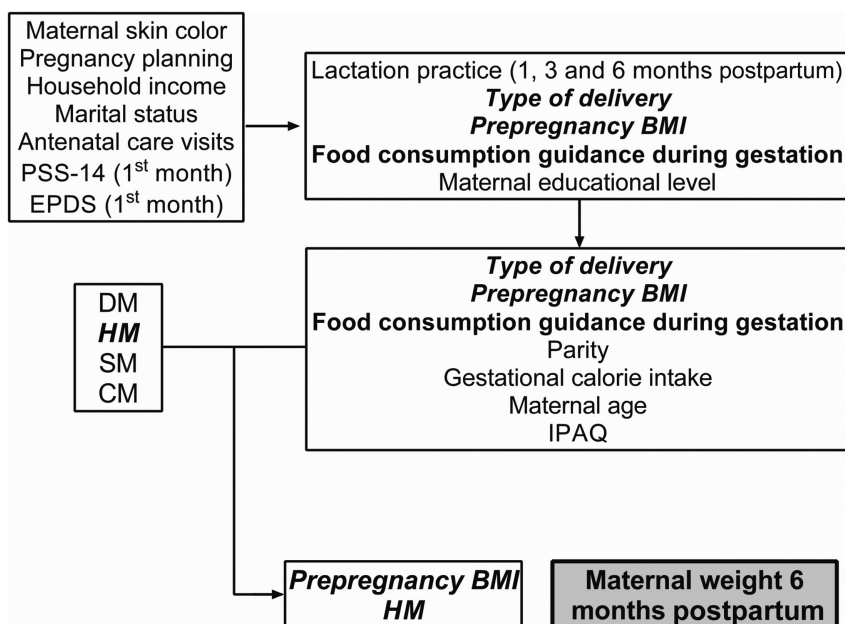 Maternal skin color
Pregnancy planning
Household income
Marital status
Antenatal care visits
PSS-14 (1st month)
EPDS (1st month)
Lactation practice (1, 3 and 6 months postpartum)
Type of delivery
Prepregnancy BMI
Food consumption guidance during gestation
Maternal educational level
DM
HM
SM
CM
Type of delivery
Prepregnancy BMI
Food consumption guidance during gestation
Parity
Gestational calorie intake
Maternal age
IPAQ
Prepregnancy BMI
HM
Maternal weight 6
months postpartum